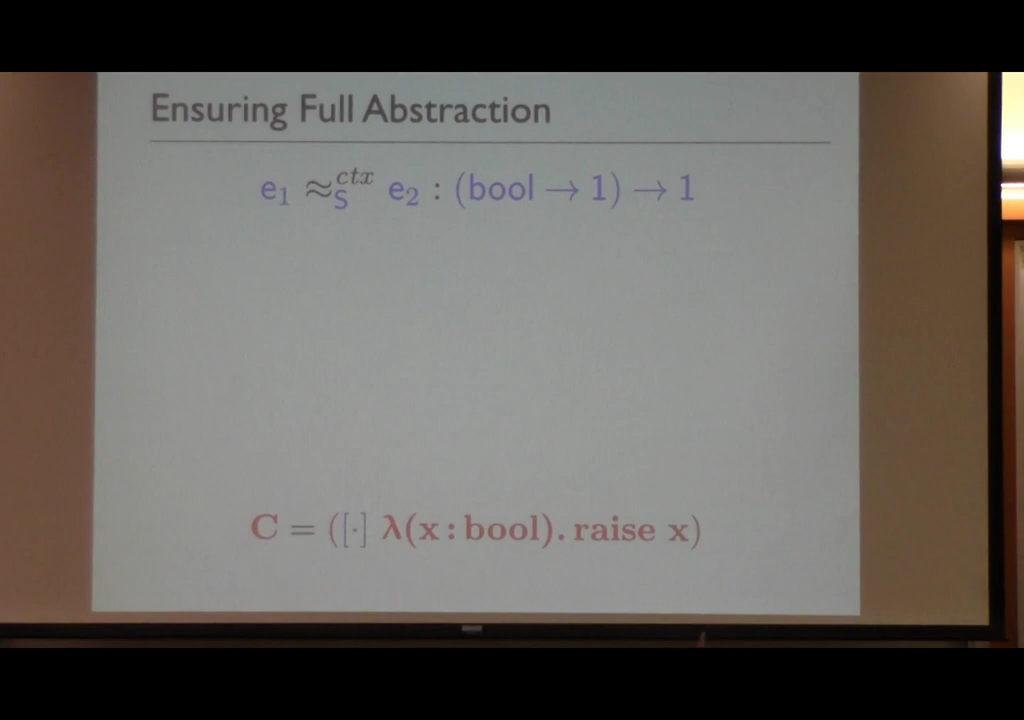 Ensuring Full Abstraction
e₁ ≈ₛᶜᵗˣ e₂ : (bool → 1) → 1
C = ([·] λ(x : bool). raise x)